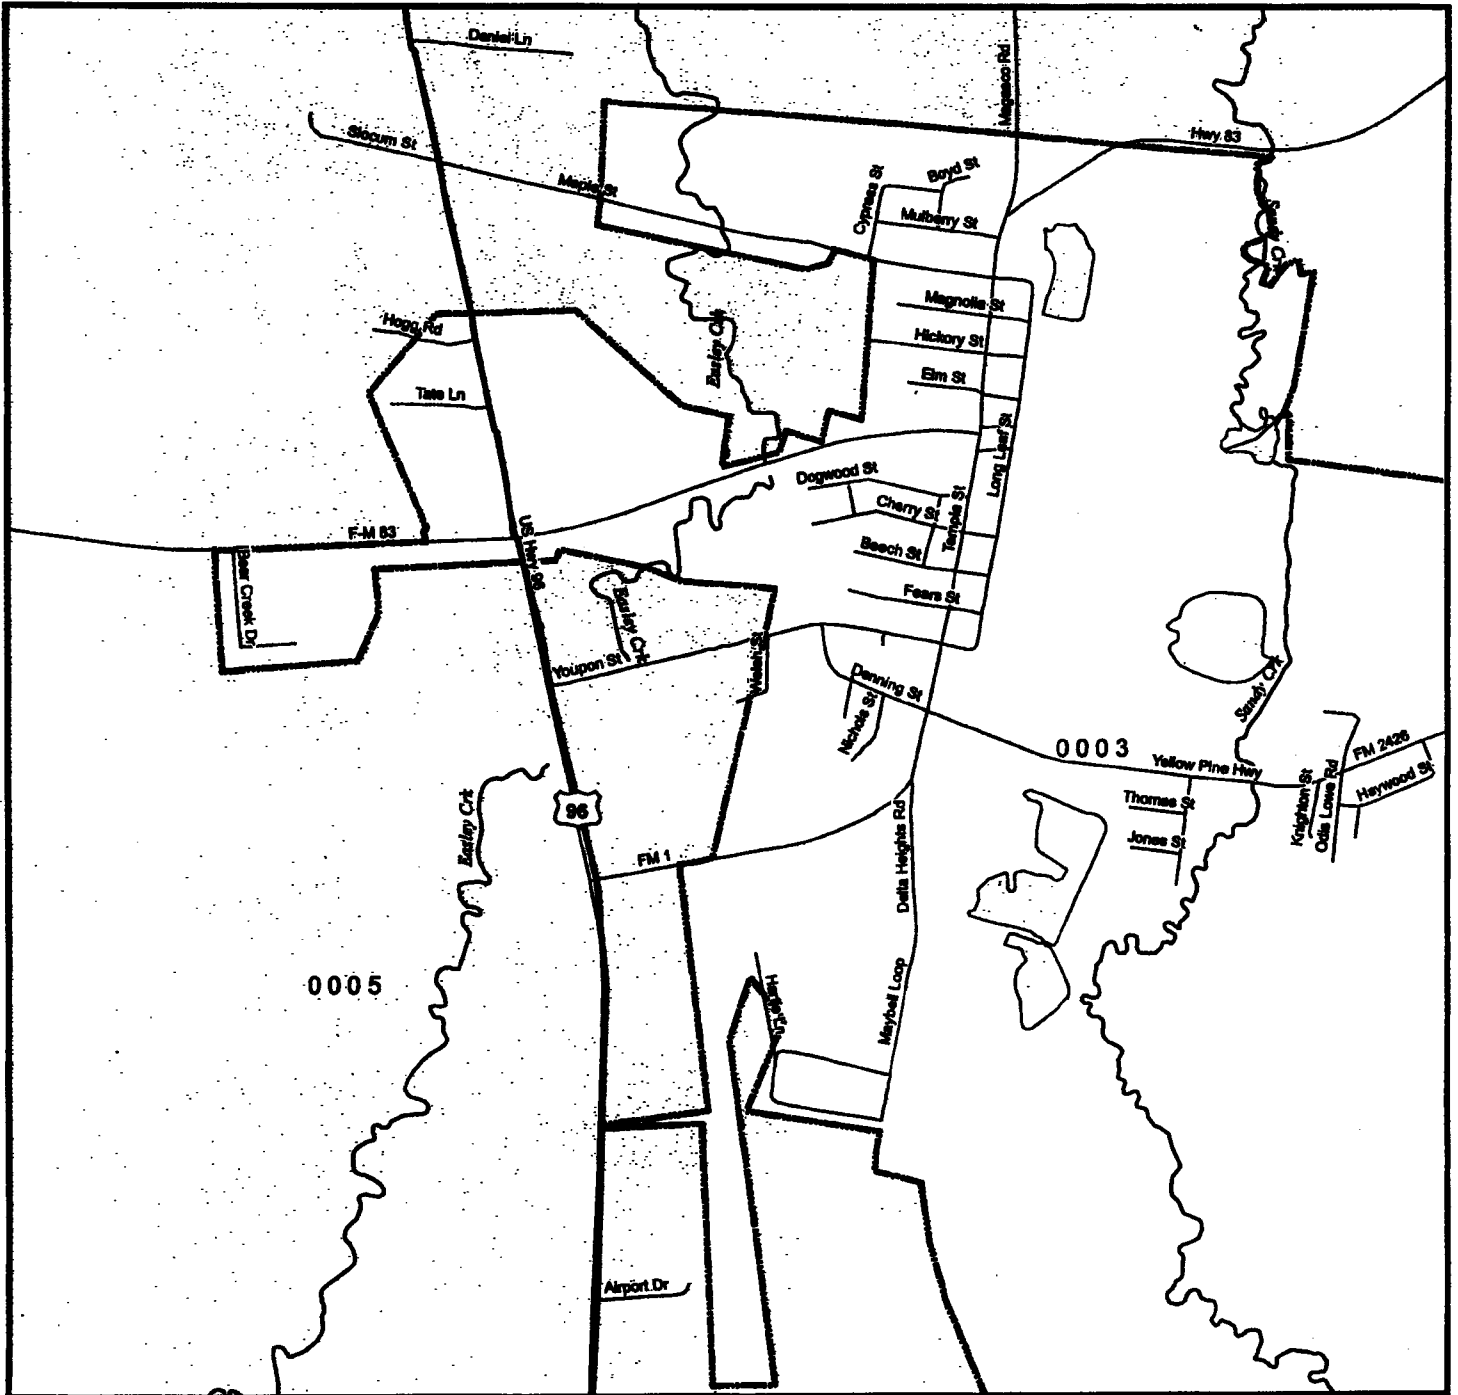 Daniel Ln
Magasco Rd
Slocum St
Hwy 83
Maple St
Boyd St
Cypress St
Mulberry St
Sandy Crk
Magnolia St
Hogg Rd
Hickory St
Easley Crk
Elm St
Tate Ln
Long Leaf St
Dogwood St
Cherry St
Temple St
F-M 83
US Hwy 96
Beech St
Bear Creek Dr
Fears St
Easley Crk
Youpon St
Welsh St
Denning St
Nichols St
Sandy Crk
0003
Yellow Pine Hwy
FM 2426
Haywood St
Knighton St
Odis Lowe Rd
Thomas St
Jones St
96
Easley Crk
FM 1
Delta Heights Rd
0005
Maybell Loop
Airport Dr